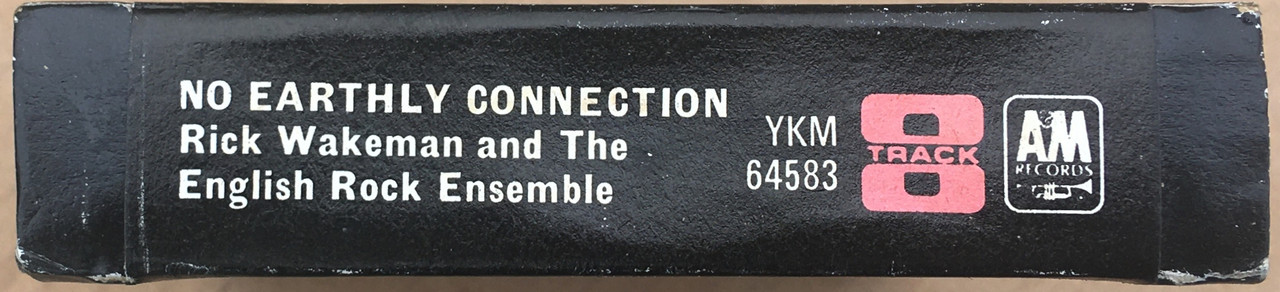 NO EARTHLY CONNECTION
Rick Wakeman and The
English Rock Ensemble
YKM
64583
8
TRACK
A&M
RECORDS